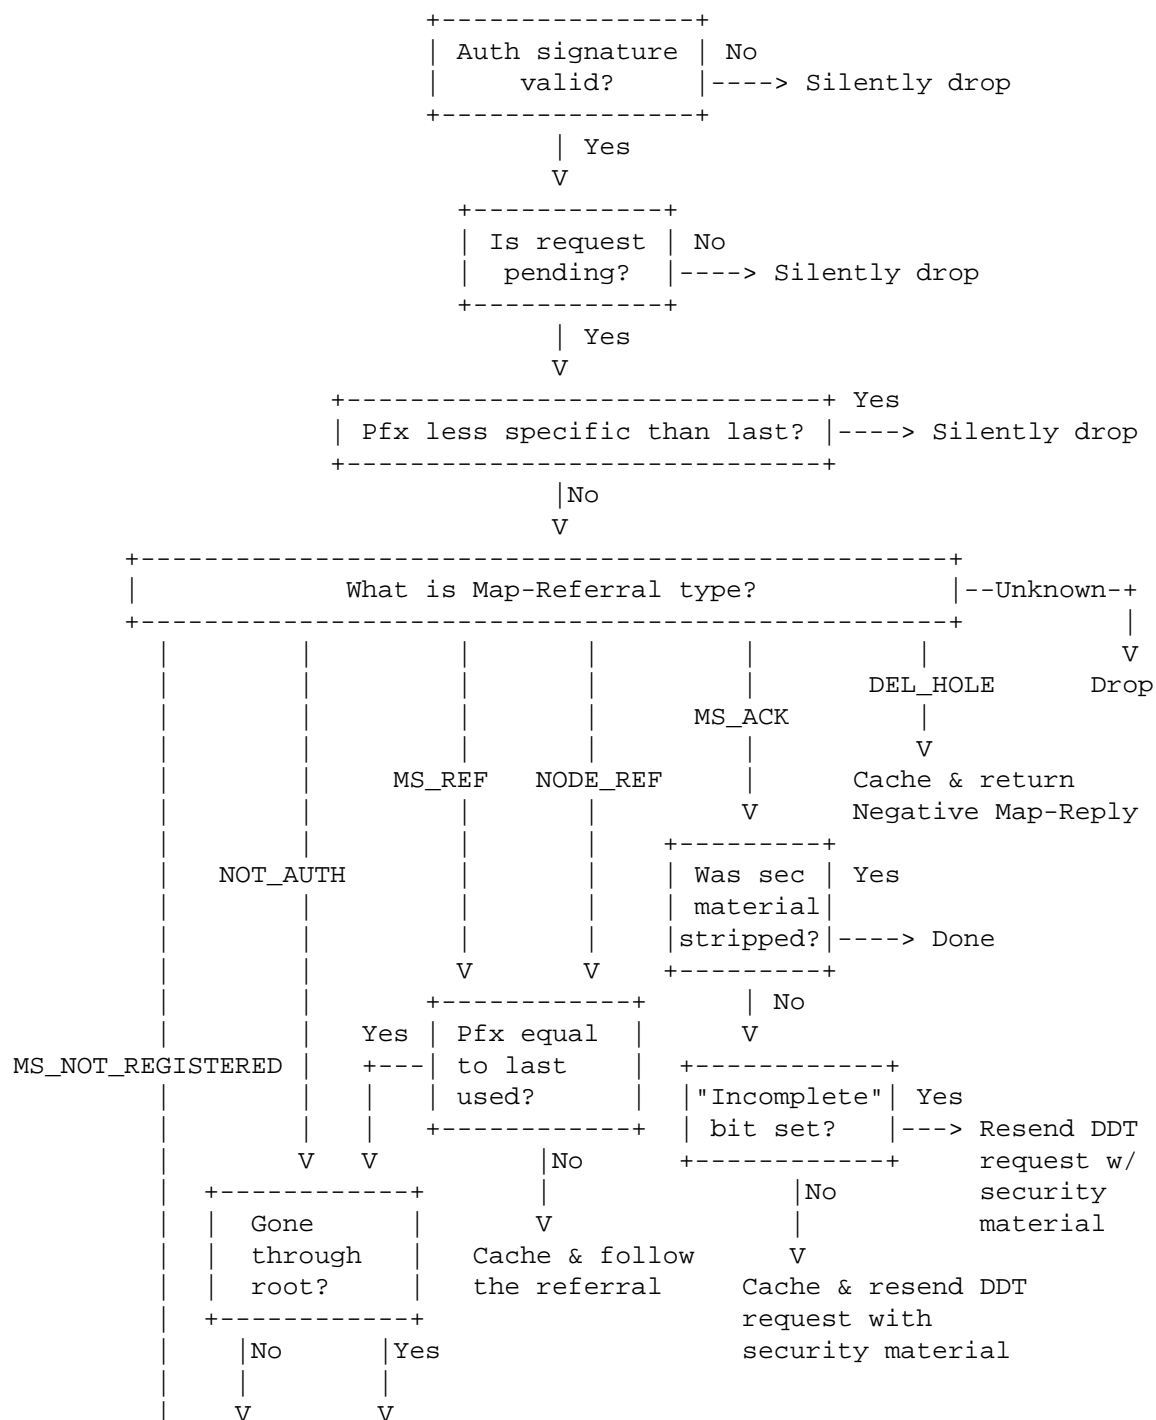 +----------------+
| Auth signature | No
|     valid?     |----> Silently drop
+----------------+
| Yes
V
+------------+
| Is request | No
|  pending?  |----> Silently drop
+------------+
| Yes
V
+------------------------------+ Yes
| Pfx less specific than last? |----> Silently drop
+------------------------------+
|No
V
+---------------------------------------------------+
|             What is Map-Referral type?            |--Unknown-+
+---------------------------------------------------+          |
|        |         |       |         |          |            V
|        |         |       |         |       DEL_HOLE      Drop
|        |         |       |      MS_ACK        |
|        |         |       |         |          V
|        |      MS_REF  NODE_REF     |     Cache & return
|        |         |       |         V     Negative Map-Reply
|        |         |       |    +---------+
|     NOT_AUTH     |       |    | Was sec | Yes
|        |         |       |    | material|
|        |         |       |    |stripped?|----> Done
|        |         V       V    +---------+
|        |       +------------+      | No
|        |   Yes | Pfx equal  |      V
MS_NOT_REGISTERED |   +---| to last    |  +------------+
|        |   |   | used?      |  |"Incomplete"| Yes
|        |   |   +------------+  | bit set?   |---> Resend DDT
|        V   V          |No      +------------+     request w/
|  +------------+       |               |No         security
|  |  Gone      |       V               |           material
|  |  through   |   Cache & follow      V
|  |  root?     |   the referral     Cache & resend DDT
|  +------------+                    request with
|    |No      |Yes                   security material
|    |        |
|    V        V